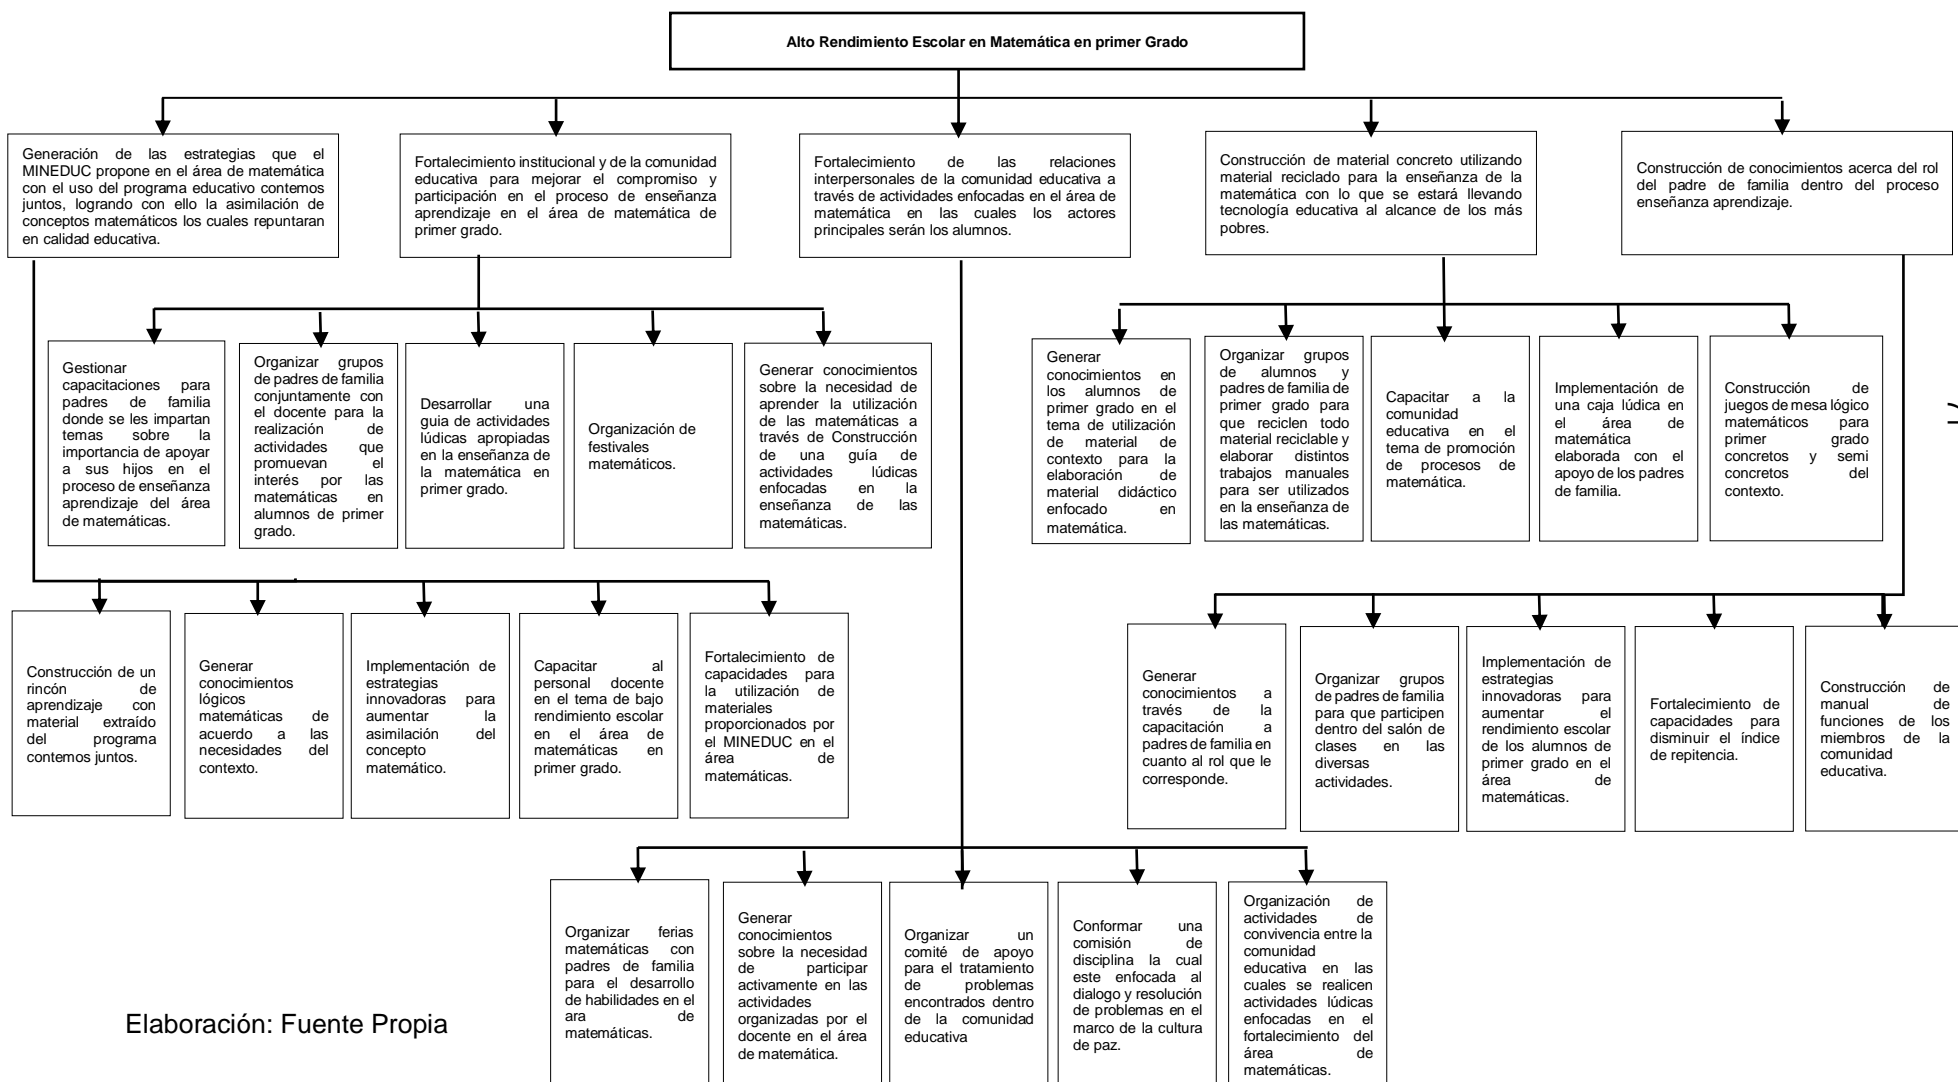 Alto Rendimiento Escolar en Matemática en primer Grado
Generación de las estrategias que el
MINEDUC propone en el área de matemática
con el uso del programa educativo contemos
juntos, logrando con ello la asimilación de
conceptos matemáticos los cuales repuntaran
en calidad educativa.
Fortalecimiento institucional y de la comunidad
educativa para mejorar el compromiso y
participación en el proceso de enseñanza
aprendizaje en el área de matemática de
primer grado.
Fortalecimiento de las relaciones
interpersonales de la comunidad educativa a
través de actividades enfocadas en el área de
matemática en las cuales los actores
principales serán los alumnos.
Construcción de material concreto utilizando
material reciclado para la enseñanza de la
matemática con lo que se estará llevando
tecnología educativa al alcance de los más
pobres.
Construcción de conocimientos acerca del rol
del padre de familia dentro del proceso
enseñanza aprendizaje.
Gestionar
capacitaciones para
padres de familia
donde se les impartan
temas sobre la
importancia de apoyar
a sus hijos en el
proceso de enseñanza
aprendizaje del área
de matemáticas.
Organizar grupos
de padres de familia
conjuntamente con
el docente para la
realización de
actividades que
promuevan el
interés por las
matemáticas en
alumnos de primer
grado.
Desarrollar una
guia de actividades
lúdicas apropiadas
en la enseñanza de
la matemática en
primer grado.
Organización de
festivales
matemáticos.
Generar conocimientos
sobre la necesidad de
aprender la utilización
de las matemáticas a
través de Construcción
de una guía de
actividades lúdicas
enfocadas en la
enseñanza de las
matemáticas.
Generar
conocimientos en
los alumnos de
primer grado en el
tema de utilización
de material de
contexto para la
elaboración de
material didáctico
enfocado en
matemática.
Organizar grupos
de alumnos y
padres de familia de
primer grado para
que reciclen todo
material reciclable y
elaborar distintos
trabajos manuales
para ser utilizados
en la enseñanza de
las matemáticas.
Capacitar a la
comunidad
educativa en el
tema de promoción
de procesos de
matemática.
Implementación de
una caja lúdica en
el área de
matemática
elaborada con el
apoyo de los padres
de familia.
Construcción de
juegos de mesa lógico
matemáticos para
primer grado
concretos y semi
concretos del
contexto.
Construcción de un
rincón de
aprendizaje con
material extraído
del programa
contemos juntos.
Generar
conocimientos
lógicos
matemáticas de
acuerdo a las
necesidades del
contexto.
Implementación de
estrategias
innovadoras para
aumentar la
asimilación del
concepto
matemático.
Capacitar al
personal docente
en el tema de bajo
rendimiento escolar
en el área de
matemáticas en
primer grado.
Fortalecimiento de
capacidades para
la utilización de
materiales
proporcionados por
el MINEDUC en el
área de
matemáticas.
Generar
conocimientos a
través de la
capacitación a
padres de familia en
cuanto al rol que le
corresponde.
Organizar grupos
de padres de familia
para que participen
dentro del salón de
clases en las
diversas
actividades.
Implementación de
estrategias
innovadoras para
aumentar el
rendimiento escolar
de los alumnos de
primer grado en el
área de
matemáticas.
Fortalecimiento de
capacidades para
disminuir el índice
de repitencia.
Construcción de
manual de
funciones de los
miembros de la
comunidad
educativa.
Organizar ferias
matemáticas con
padres de familia
para el desarrollo
de habilidades en el
ara de
matemáticas.
Generar
conocimientos
sobre la necesidad
de participar
activamente en las
actividades
organizadas por el
docente en el área
de matemática.
Organizar un
comité de apoyo
para el tratamiento
de problemas
encontrados dentro
de la comunidad
educativa
Conformar una
comisión de
disciplina la cual
este enfocada al
dialogo y resolución
de problemas en el
marco de la cultura
de paz.
Organización de
actividades de
convivencia entre la
comunidad
educativa en las
cuales se realicen
actividades lúdicas
enfocadas en el
fortalecimiento del
área de
matemáticas.
Elaboración: Fuente Propia